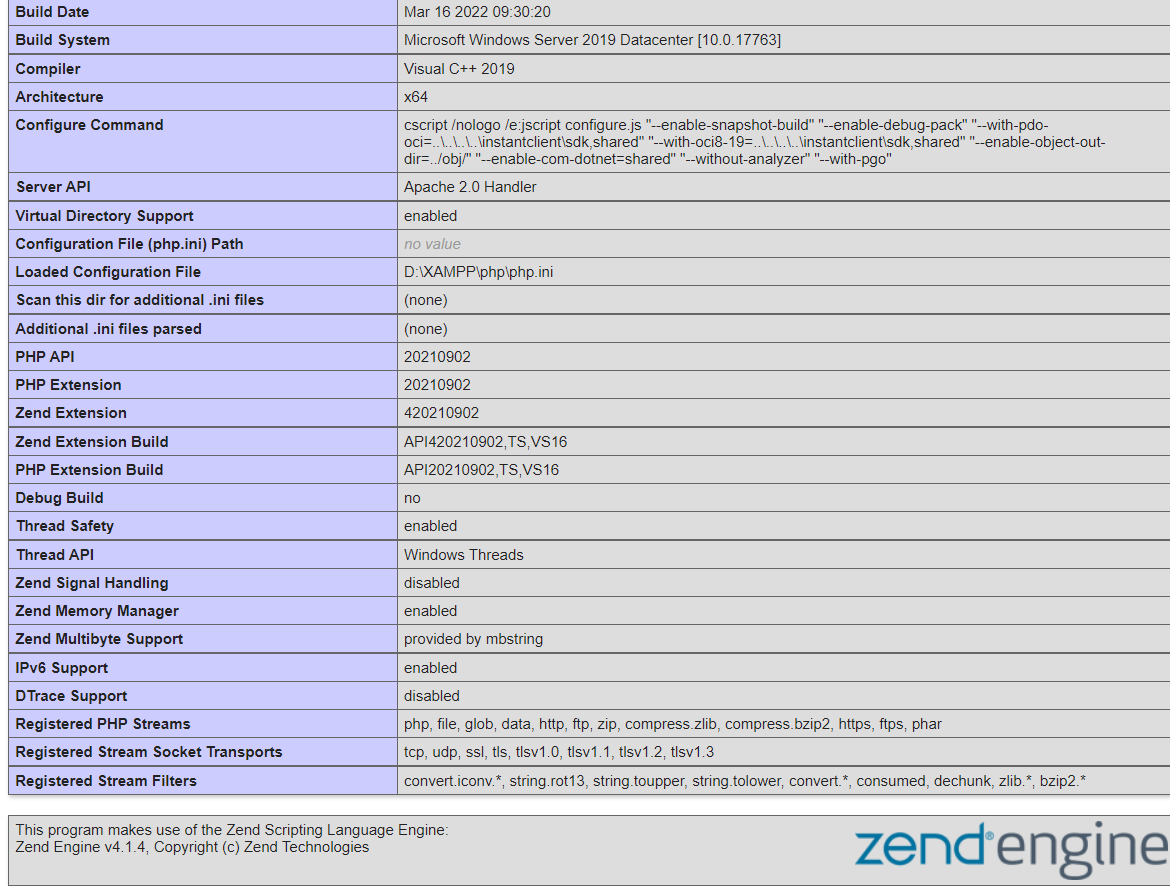 Build Date Mar 16 2022 09:30:20
Build System Microsoft Windows Server 2019 Datacenter [10.0.17763]
Compiler Visual C++ 2019
Architecture x64
Configure Command cscript /nologo /e:jscript configure.js "--enable-snapshot-build" "--enable-debug-pack" "--with-pdo-
oci=..\..\..\..\instantclient\sdk,shared" "--with-oci8-19=..\..\..\..\instantclient\sdk,shared" "--enable-object-out-
dir=../obj/" "--enable-com-dotnet=shared" "--without-analyzer" "--with-pgo"
Server API Apache 2.0 Handler
Virtual Directory Support enabled
Configuration File (php.ini) Path no value
Loaded Configuration File D:\XAMPP\php\php.ini
Scan this dir for additional .ini files (none)
Additional .ini files parsed (none)
PHP API 20210902
PHP Extension 20210902
Zend Extension 420210902
Zend Extension Build API420210902,TS,VS16
PHP Extension Build API20210902,TS,VS16
Debug Build no
Thread Safety enabled
Thread API Windows Threads
Zend Signal Handling disabled
Zend Memory Manager enabled
Zend Multibyte Support provided by mbstring
IPv6 Support enabled
DTrace Support disabled
Registered PHP Streams php, file, glob, data, http, ftp, zip, compress.zlib, compress.bzip2, https, ftps, phar
Registered Stream Socket Transports tcp, udp, ssl, tls, tlsv1.0, tlsv1.1, tlsv1.2, tlsv1.3
Registered Stream Filters convert.iconv.*, string.rot13, string.toupper, string.tolower, convert.*, consumed, dechunk, zlib.*, bzip2.*
This program makes use of the Zend Scripting Language Engine:
Zend Engine v4.1.4, Copyright (c) Zend Technologies
zend® engine